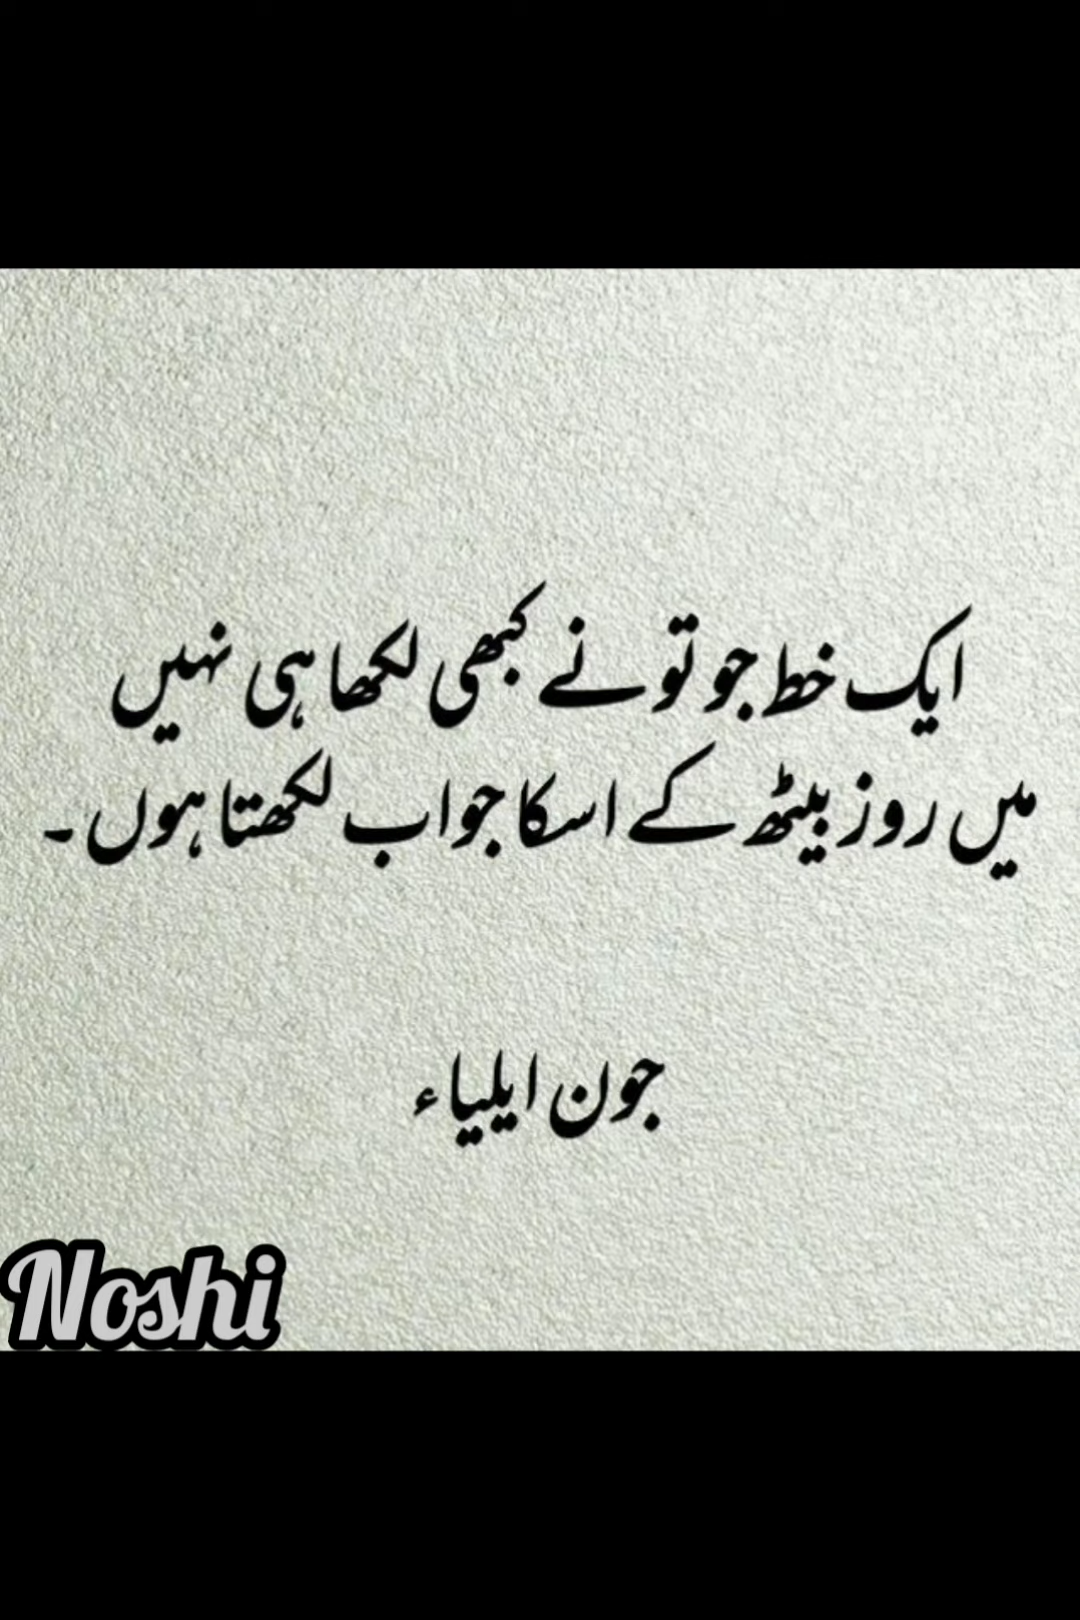 ایک خط جو تو نے کبھی لکھا ہی نہیں
میں روز بیٹھ کے اسکا جواب لکھتا ہوں۔
جون ایلیاء
Noshi